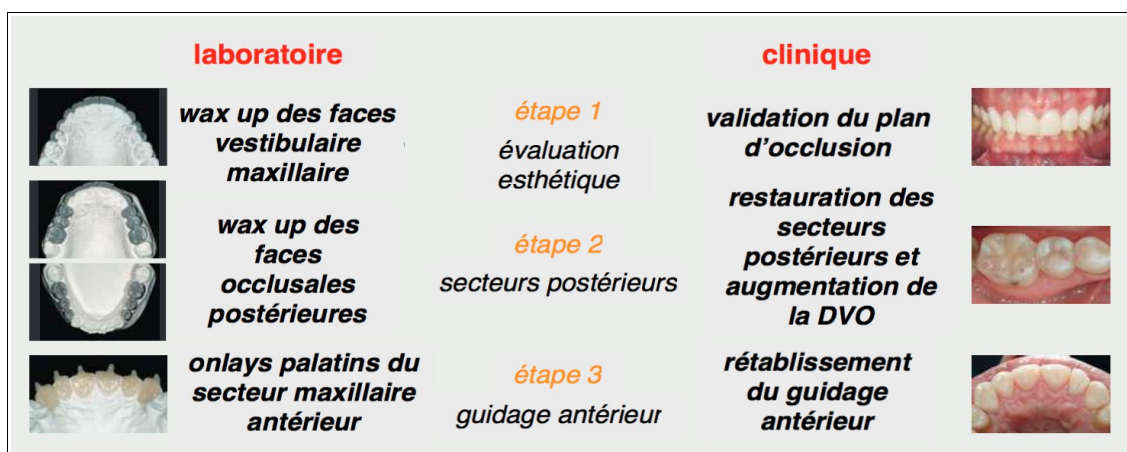 laboratoire
clinique
wax up des faces
vestibulaire
maxillaire
étape 1
évaluation
esthétique
validation du plan
d'occlusion
wax up des
faces
occlusales
postérieures
étape 2
secteurs postérieurs
restauration des
secteurs
postérieurs et
augmentation de
la DVO
onlays palatins du
secteur maxillaire
antérieur
étape 3
guidage antérieur
rétablissement
du guidage
antérieur